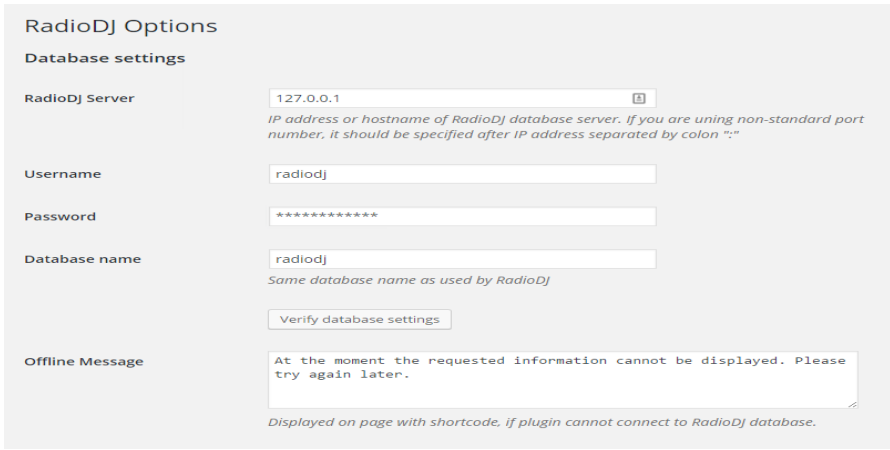 RadioDJ Options
Database settings
RadioDJ Server
127.0.0.1
IP address or hostname of RadioDJ database server. If you are uning non-standard port
number, it should be specified after IP address separated by colon ":"
Username
radiodj
Password
************
Database name
radiodj
Same database name as used by RadioDJ
Verify database settings
Offline Message
At the moment the requested information cannot be displayed. Please
try again later.
Displayed on page with shortcode, if plugin cannot connect to RadioDJ database.